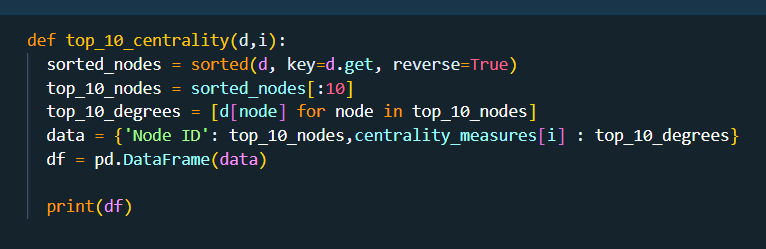 def top_10_centrality(d,i):
  sorted_nodes = sorted(d, key=d.get, reverse=True)
  top_10_nodes = sorted_nodes[:10]
  top_10_degrees = [d[node] for node in top_10_nodes]
  data = {'Node ID': top_10_nodes,centrality_measures[i] : top_10_degrees}
  df = pd.DataFrame(data)

  print(df)